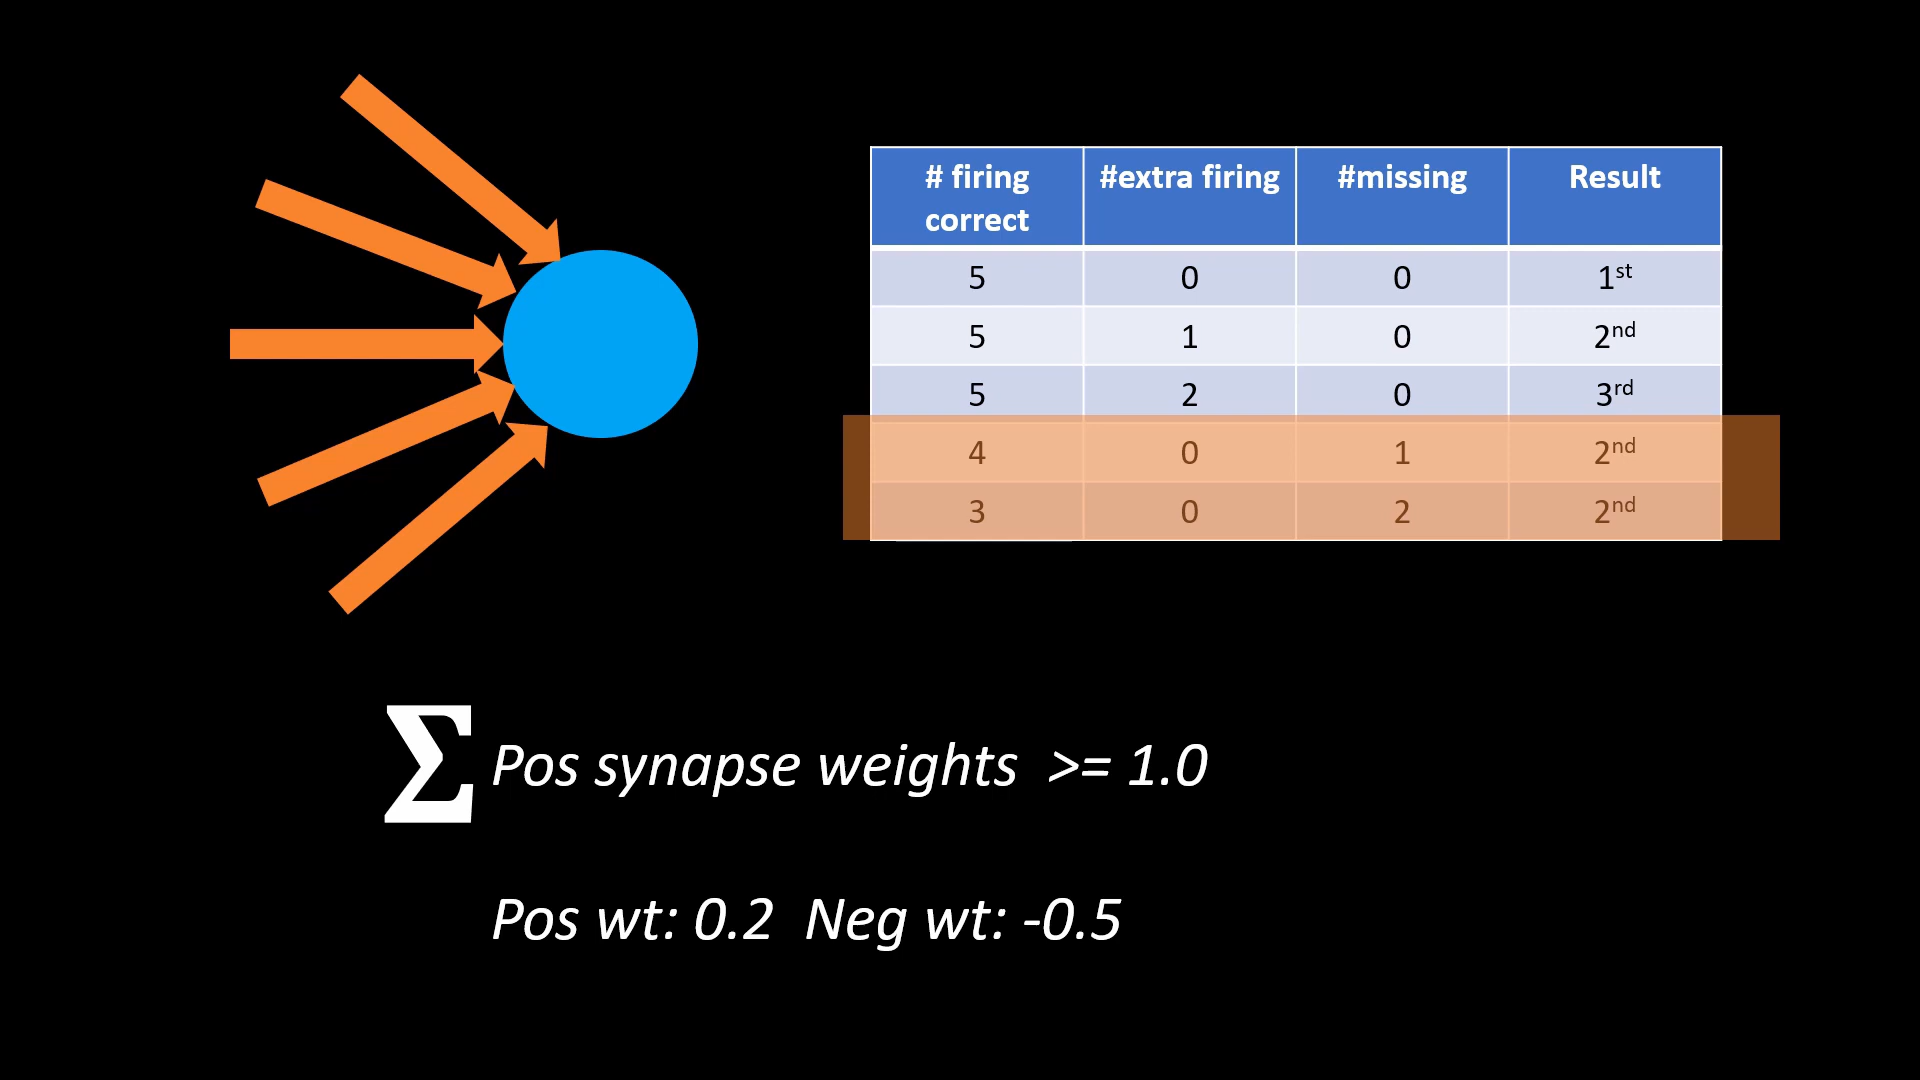 # firing correct #extra firing #missing Result
5 0 0 1st
5 1 0 2nd
5 2 0 3rd
4 0 1 2nd
3 0 2 2nd
Σ Pos synapse weights >= 1.0
Pos wt: 0.2 Neg wt: -0.5